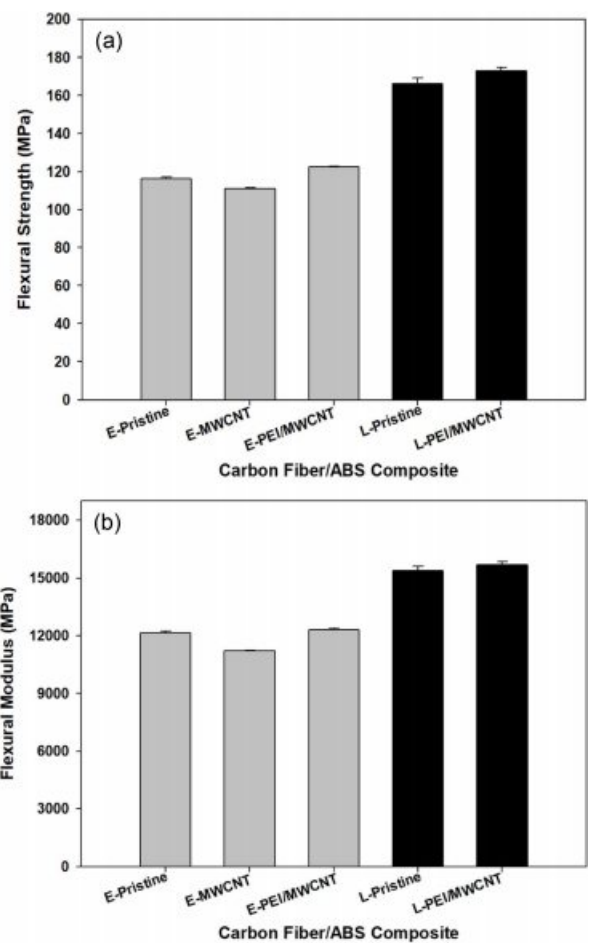 (a)
Flexural Strength (MPa)
200
180
160
140
120
100
80
60
40
20
0
E-Pristine
E-MWCNT
E-PEI/MWCNT
L-Pristine
L-PEI/MWCNT
Carbon Fiber/ABS Composite
(b)
Flexural Modulus (MPa)
18000
15000
12000
9000
6000
3000
0
E-Pristine
E-MWCNT
E-PEI/MWCNT
L-Pristine
L-PEI/MWCNT
Carbon Fiber/ABS Composite